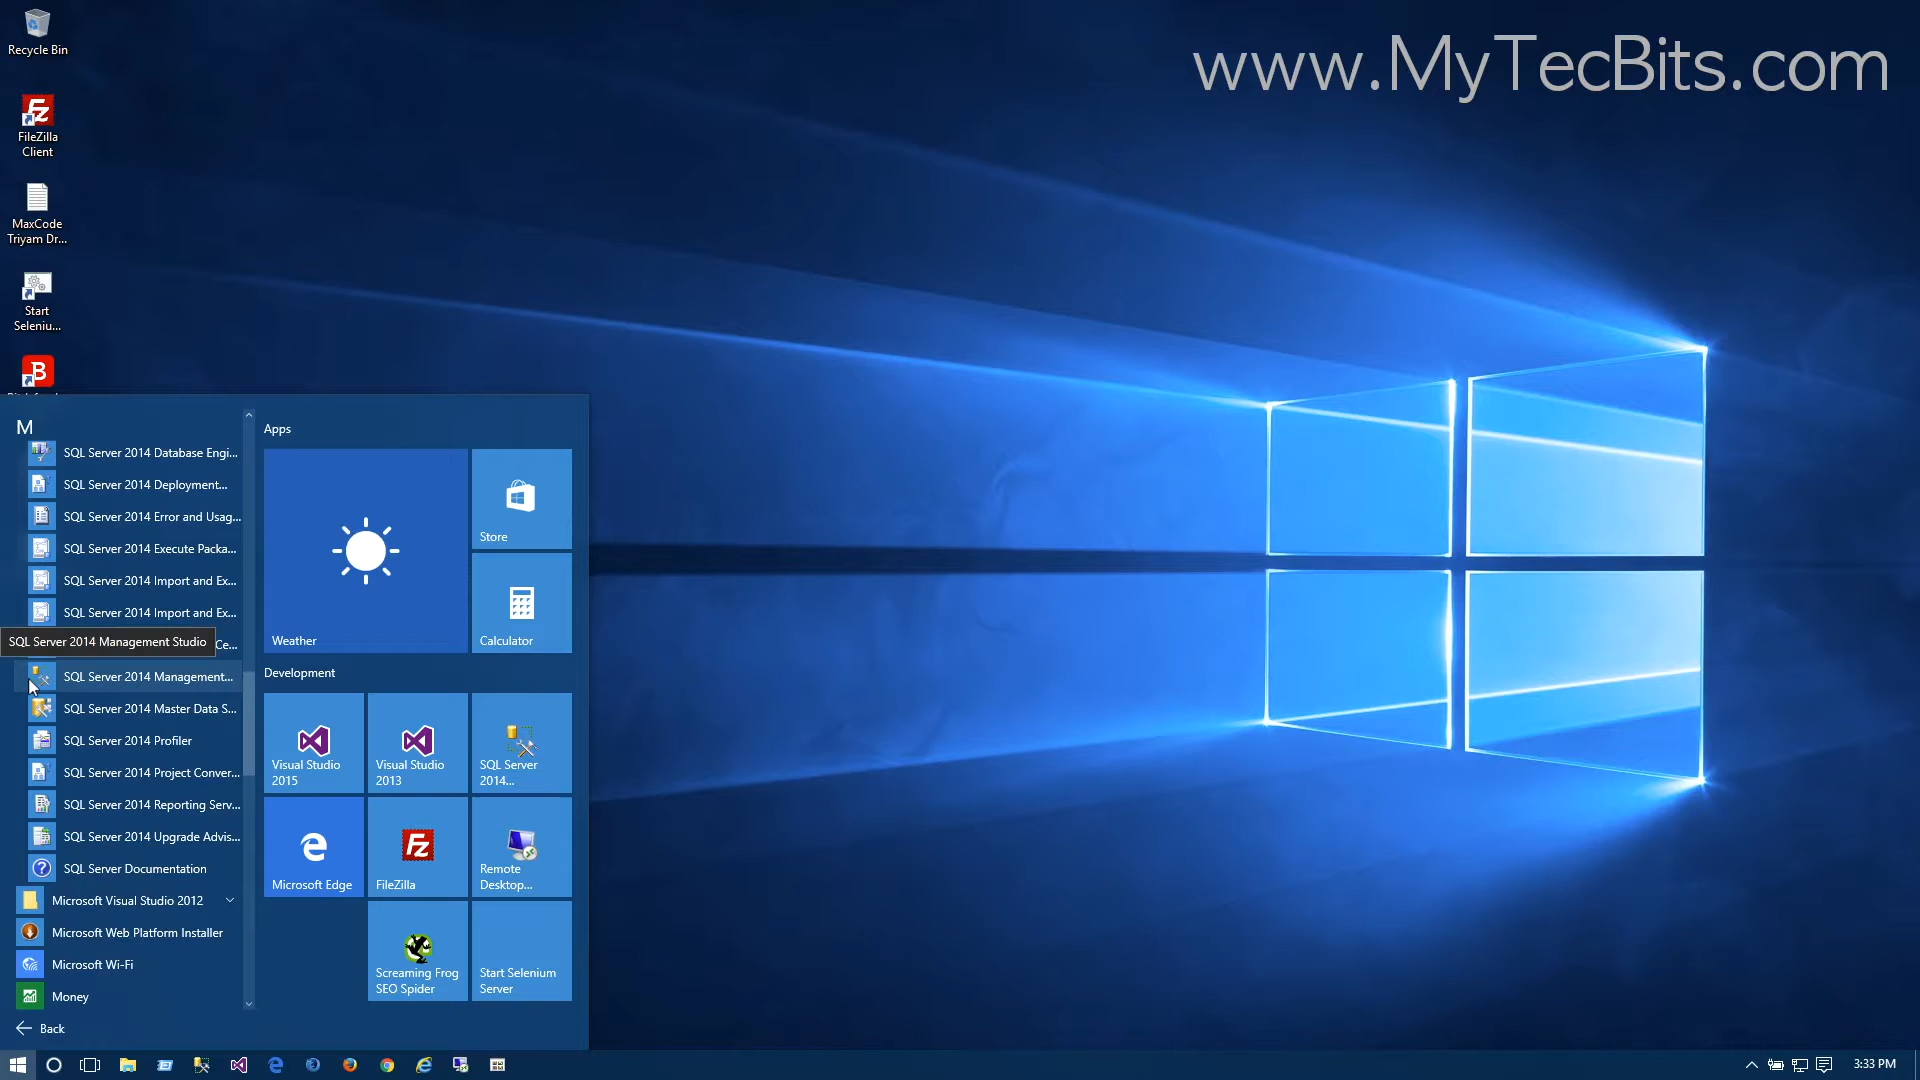 www.MyTecBits.com
Recycle Bin
FileZilla
Client
MaxCode
Triyam Dr...
Start
Seleniu...
B
M
SQL Server 2014 Database Engi...
SQL Server 2014 Deployment...
SQL Server 2014 Error and Usag...
SQL Server 2014 Execute Packa...
SQL Server 2014 Import and Ex...
SQL Server 2014 Import and Ex...
SQL Server 2014 Management Studio
Ce...
SQL Server 2014 Management...
SQL Server 2014 Master Data S...
SQL Server 2014 Profiler
SQL Server 2014 Project Conver...
SQL Server 2014 Reporting Serv...
SQL Server 2014 Upgrade Advis...
SQL Server Documentation
Microsoft Visual Studio 2012
Microsoft Web Platform Installer
Microsoft Wi-Fi
Money
Back
Apps
Weather
Store
Calculator
Development
Visual Studio
2015
Visual Studio
2013
SQL Server
2014...
Microsoft Edge
FileZilla
Remote
Desktop...
Screaming Frog
SEO Spider
Start Selenium
Server
3:33 PM